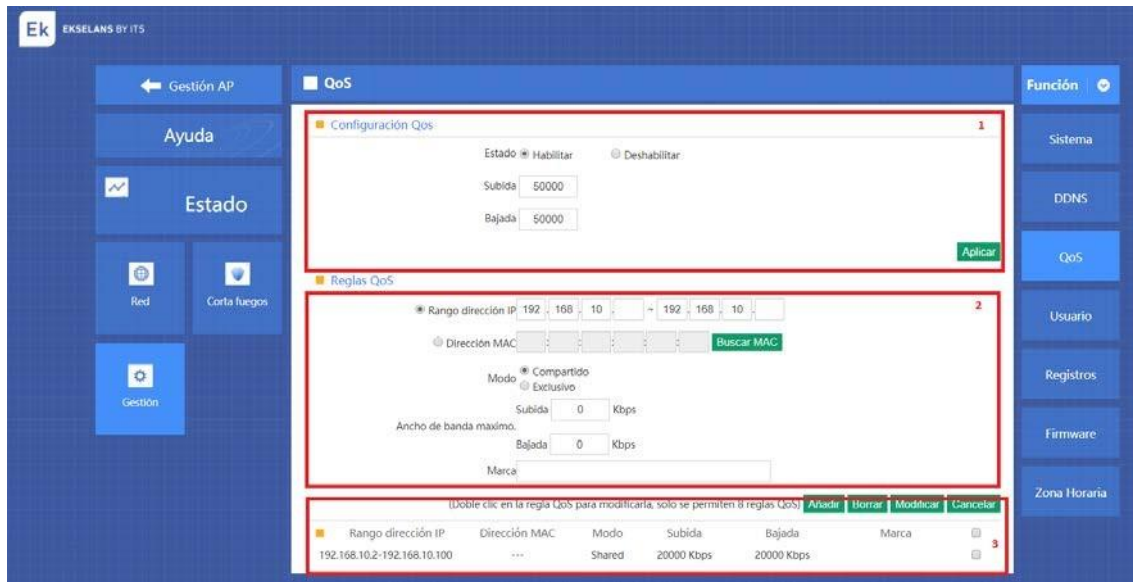 Ek EKSELANS BY ITS
Gestión AP
Ayuda
Estado
Red
Corta fuegos
Gestión
QoS
Configuración Qos
1
Estado Habilitar Deshabilitar
Subida 50000
Bajada 50000
Aplicar
Reglas QoS
2
Rango dirección IP 192 . 168 . 10 . ~ 192 . 168 . 10 .
Dirección MAC : : : : : Buscar MAC
Modo Compartido
Exclusivo
Subida 0 Kbps
Ancho de banda maximo.
Bajada 0 Kbps
Marca
(Doble clic en la regla QoS para modificarla, solo se permiten 8 reglas QoS) Añadir Borrar Modificar Cancelar
Rango dirección IP Dirección MAC Modo Subida Bajada Marca
3
192.168.10.2-192.168.10.100 --- Shared 20000 Kbps 20000 Kbps
Función
Sistema
DDNS
QoS
Usuario
Registros
Firmware
Zona Horaria